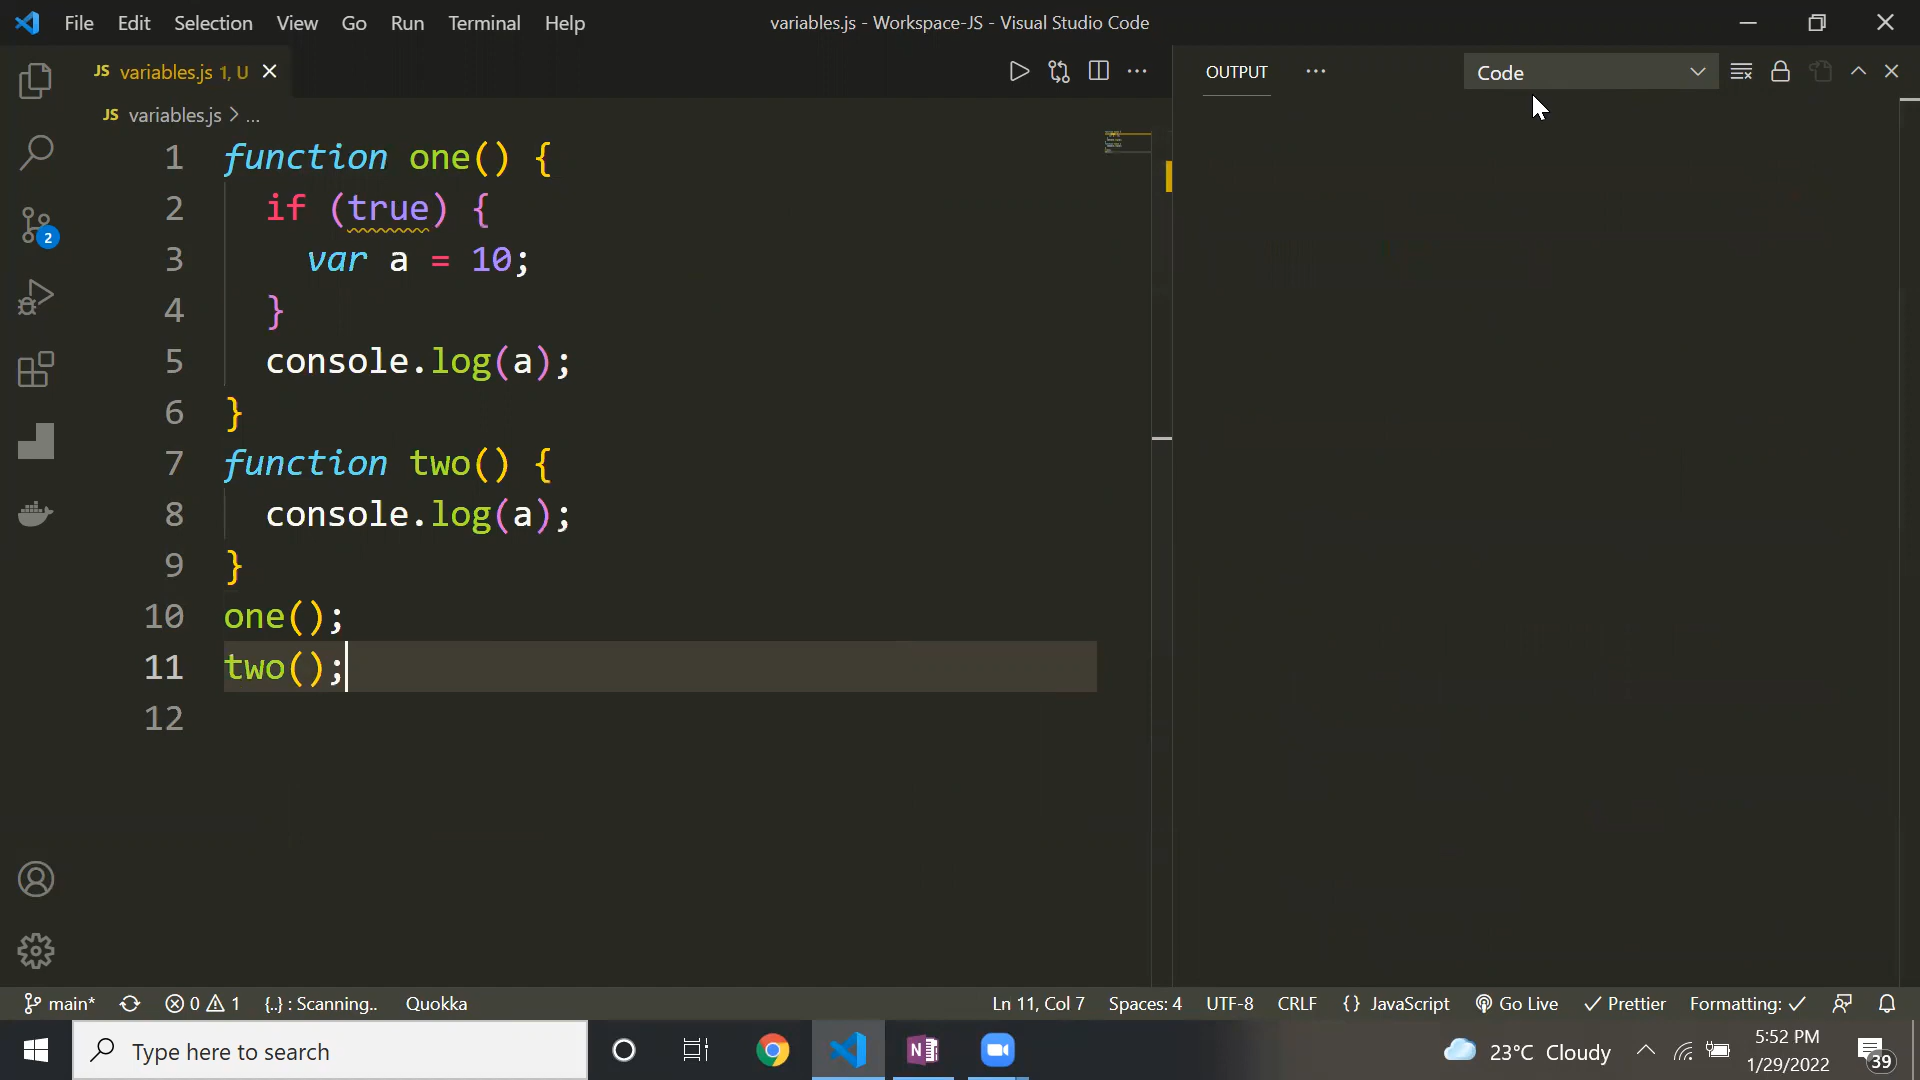 File Edit Selection View Go Run Terminal Help
variables.js - Workspace-JS - Visual Studio Code
JS variables.js 1, U
OUTPUT
Code
JS variables.js > ...
1 function one() {
2 if (true) {
3 var a = 10;
4 }
5 console.log(a);
6 }
7 function two() {
8 console.log(a);
9 }
10 one();
11 two();
12
2
main* 0 1 {..} : Scanning.. Quokka Ln 11, Col 7 Spaces: 4 UTF-8 CRLF {} JavaScript Go Live Prettier Formatting:
Type here to search
N
23°C Cloudy
5:52 PM
1/29/2022
39